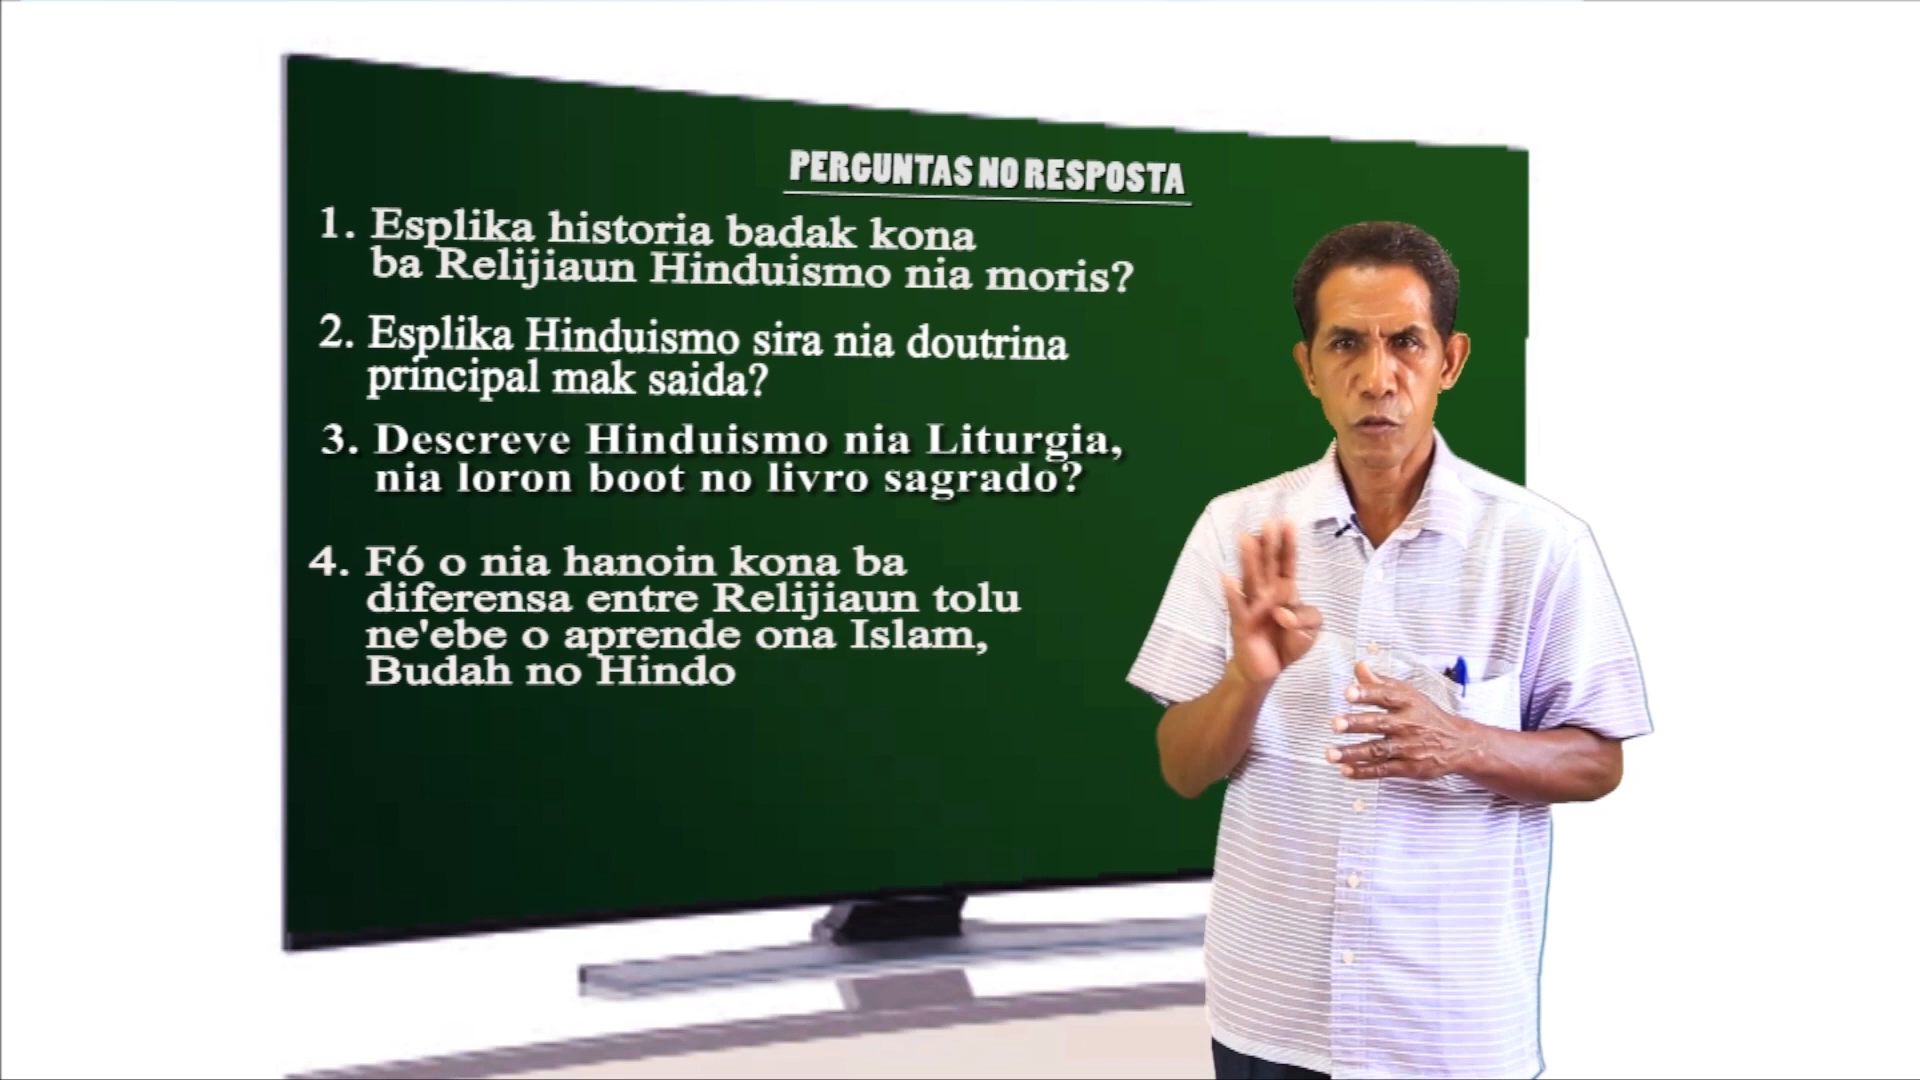 PERGUNTAS NO RESPOSTA
1. Esplika historia badak kona
ba Relijiaun Hinduismo nia moris?
2. Esplika Hinduismo sira nia doutrina
principal mak saida?
3. Descreve Hinduismo nia Liturgia,
nia loron boot no livro sagrado?
4. Fó o nia hanoin kona ba
diferensa entre Relijiaun tolu
ne'ebe o aprende ona Islam,
Budah no Hindo